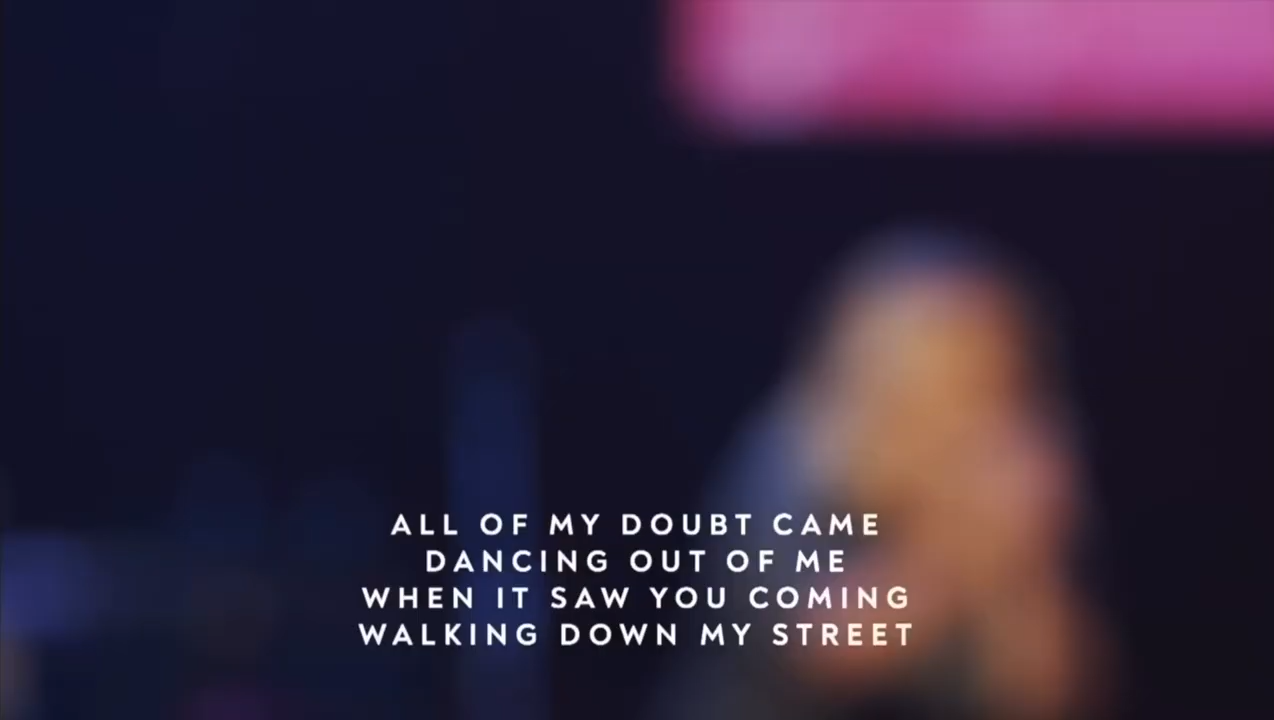 ALL OF MY DOUBT CAME
DANCING OUT OF ME
WHEN IT SAW YOU COMING
WALKING DOWN MY STREET